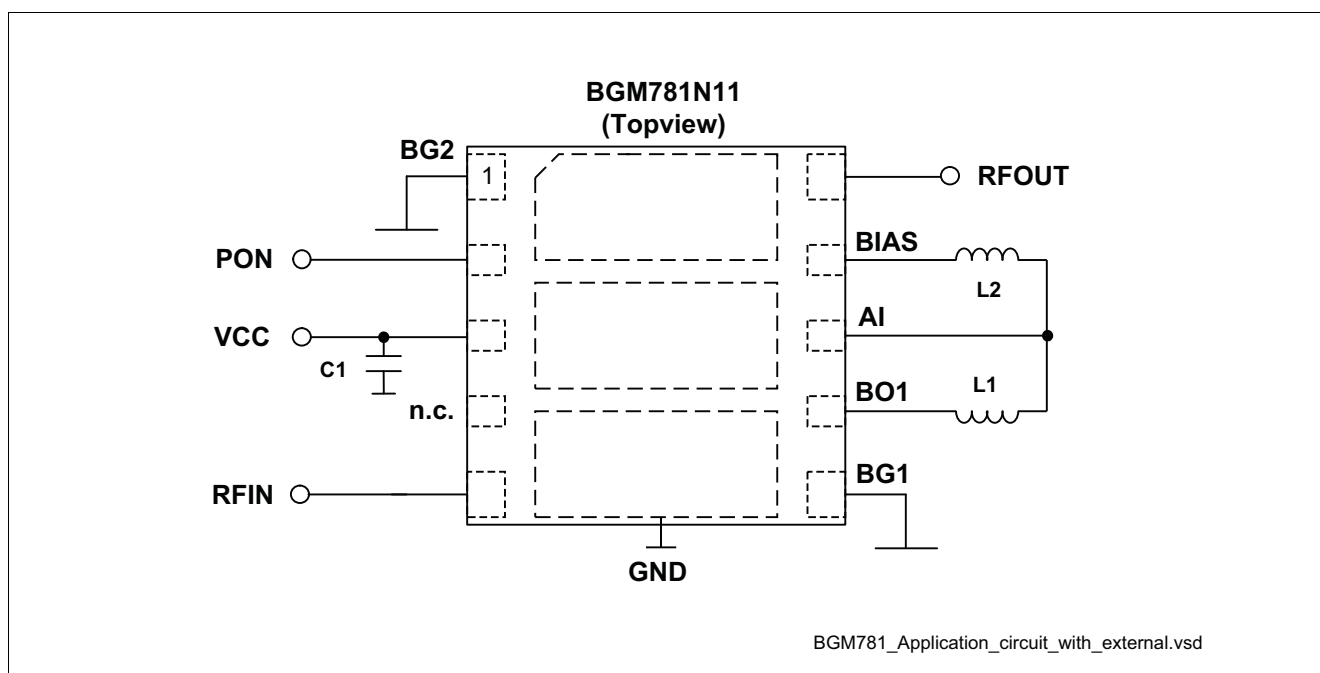 BGM781N11
(Topview)
BG2
1
RFOUT
PON
BIAS
L2
VCC
C1
AI
n.c.
BO1
L1
RFIN
BG1
GND
BGM781_Application_circuit_with_external.vsd